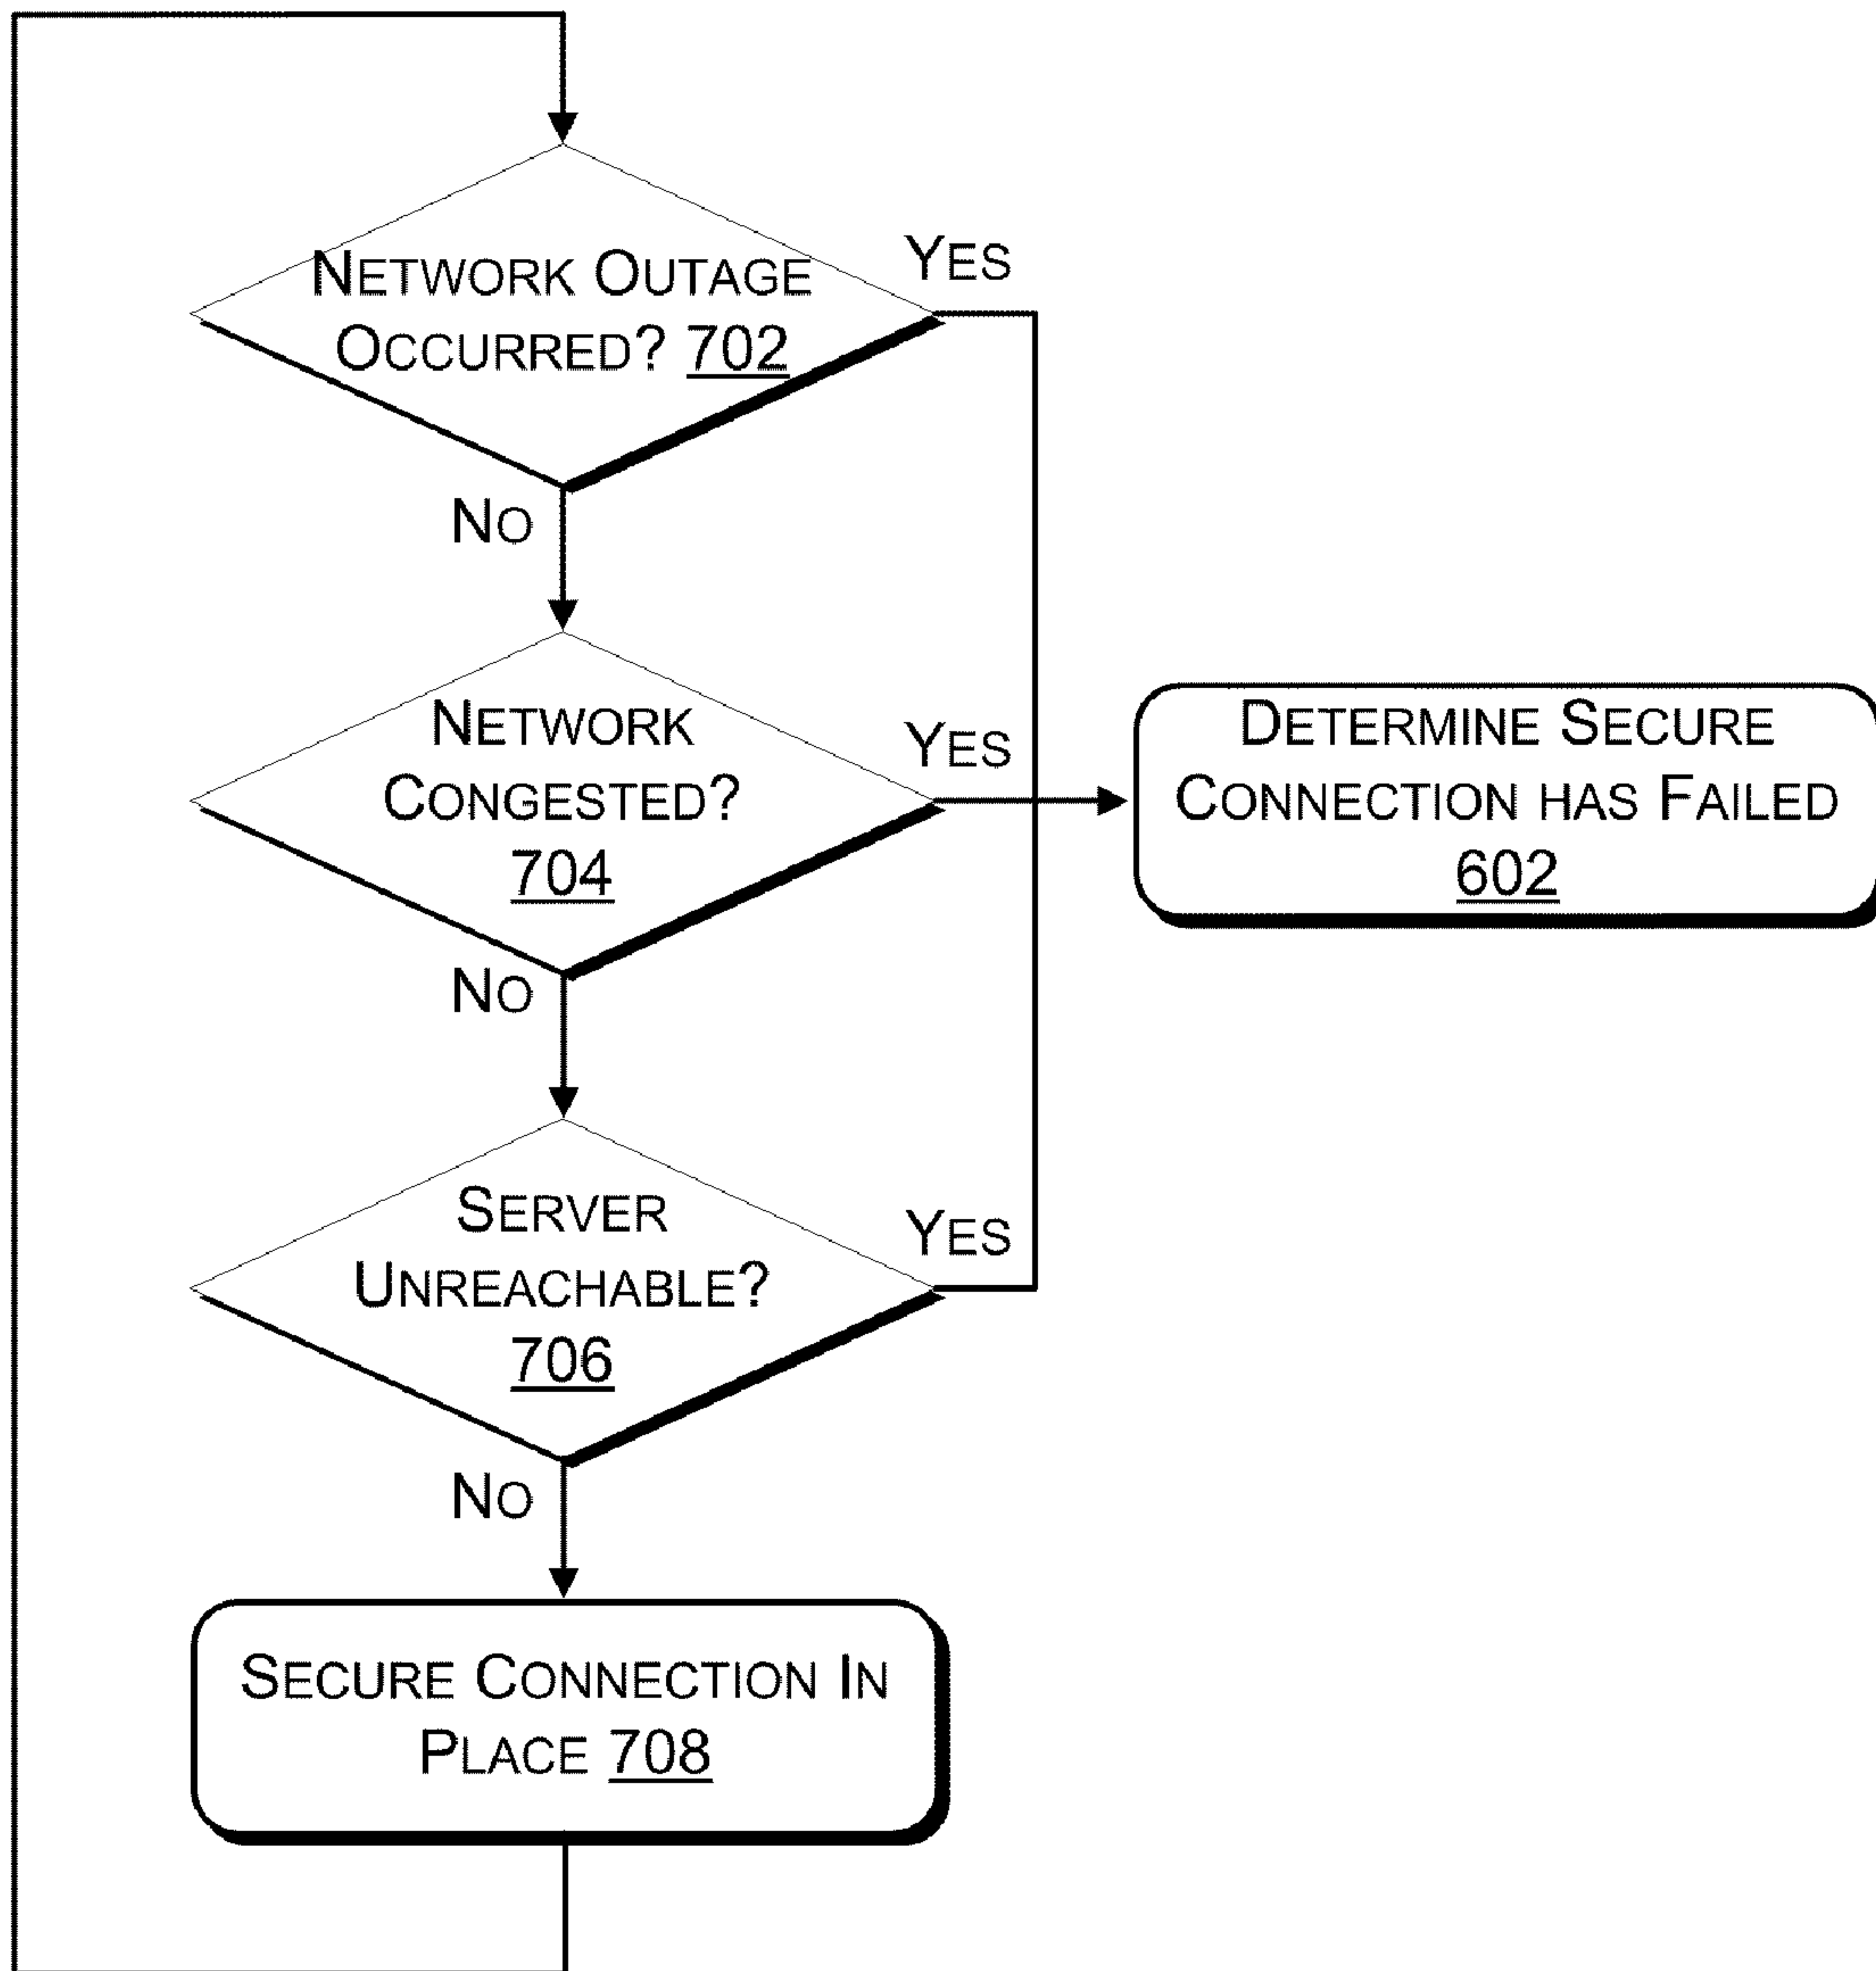 NETWORK OUTAGE
OCCURRED? 702
YES
NO
NETWORK
CONGESTED?
704
YES
NO
DETERMINE SECURE
CONNECTION HAS FAILED
602
SERVER
UNREACHABLE?
706
YES
NO
SECURE CONNECTION IN
PLACE 708